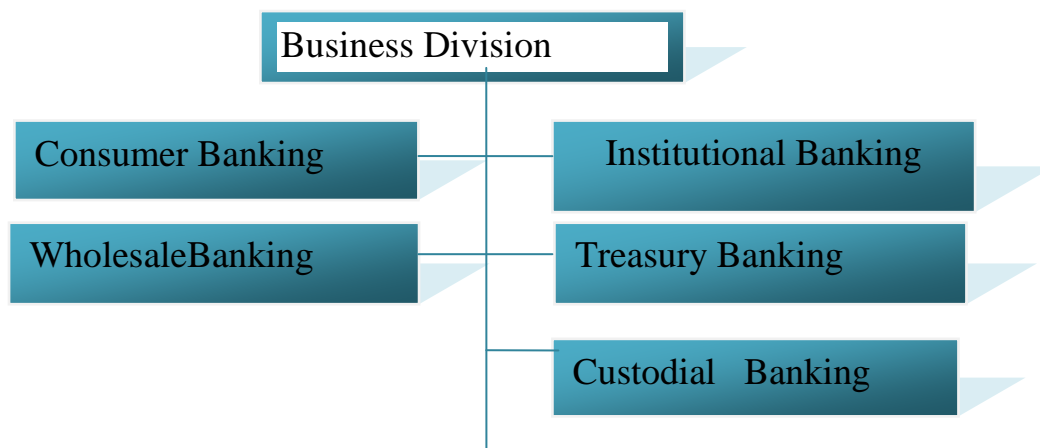 Business Division
Consumer Banking
Institutional Banking
WholesaleBanking
Treasury Banking
Custodial Banking